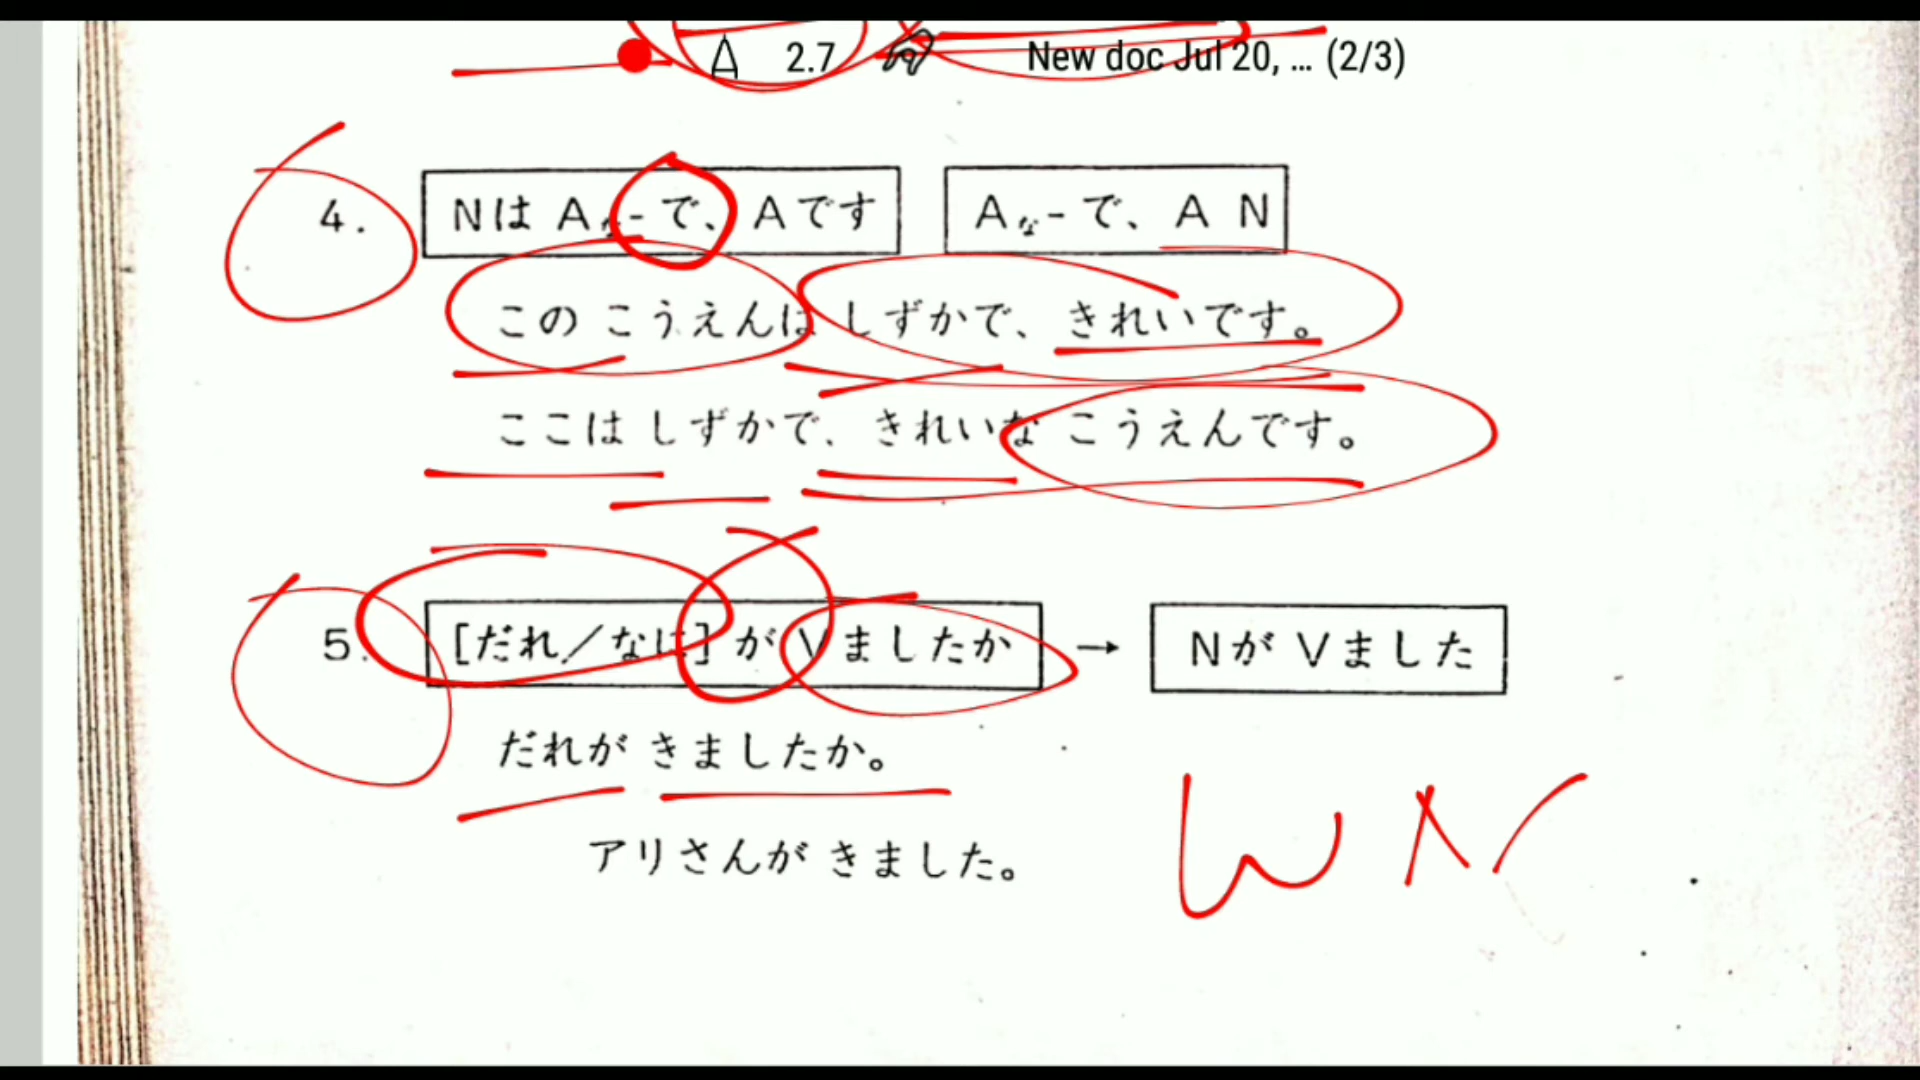 A 2.7 New doc Jul 20, ... (2/3)
4. Nは Aな-で、Aです Aな-で、A N
この こうえんは しずかで、きれいです。
ここは しずかで、きれいな こうえんです。
5. [だれ/なに] が Vましたか → Nが Vました
だれが きましたか。
アリさんが きました。